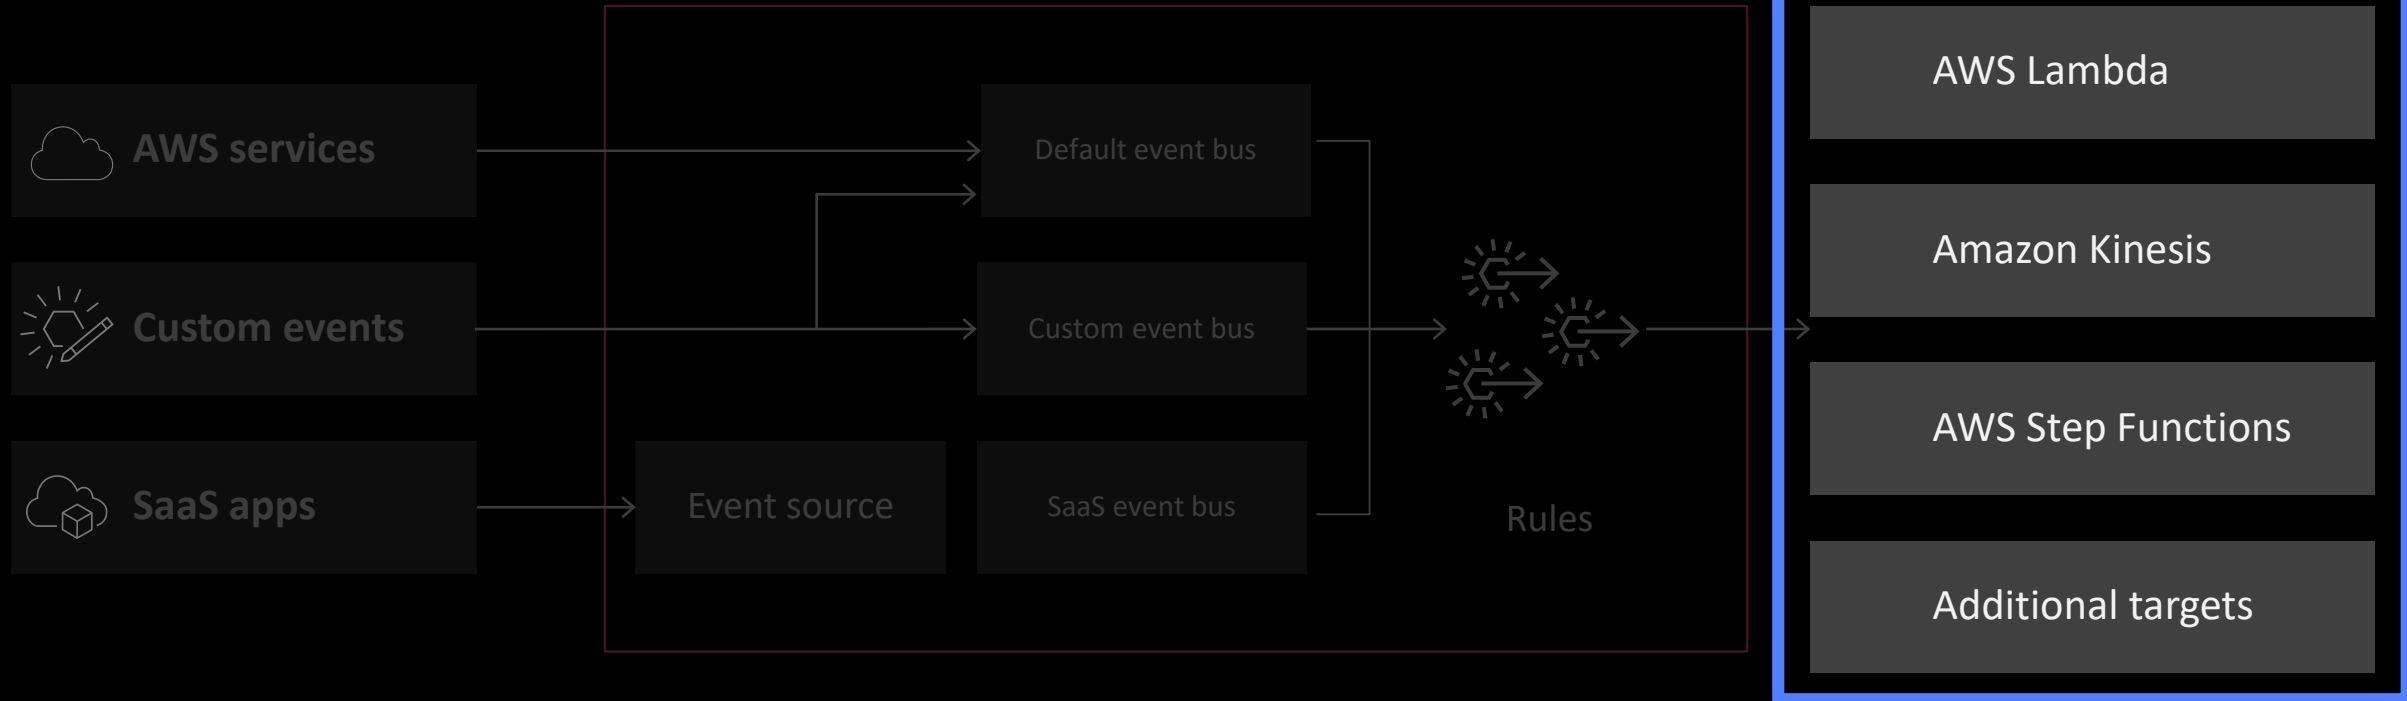 AWS services
Custom events
SaaS apps
Event source
Default event bus
Custom event bus
SaaS event bus
Rules
AWS Lambda
Amazon Kinesis
AWS Step Functions
Additional targets